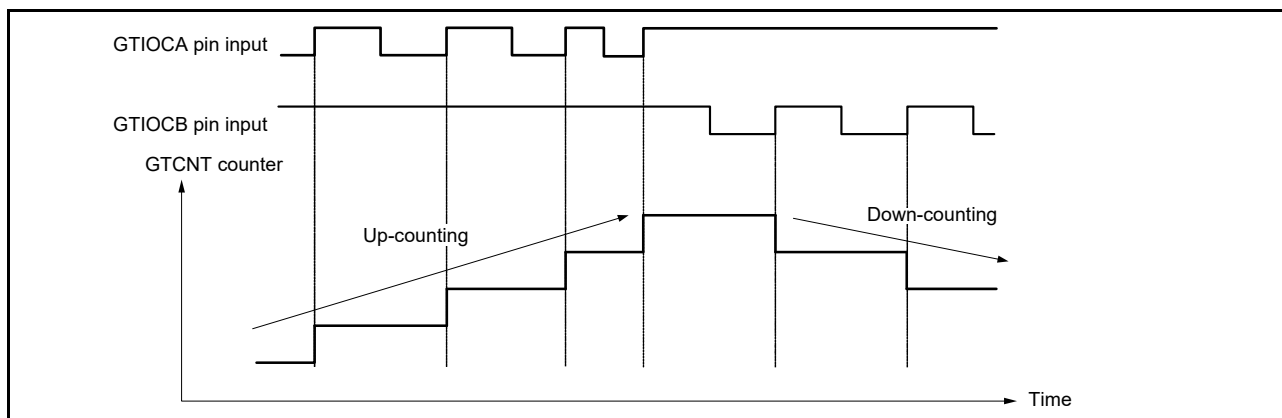 GTIOCA pin input
GTIOCB pin input
GTCNT counter
Up-counting
Down-counting
Time